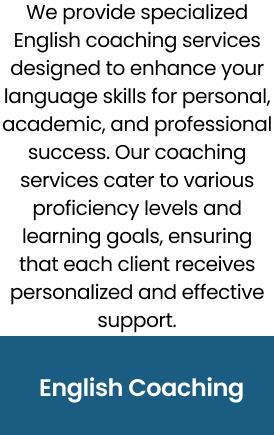 We provide specialized
English coaching services
designed to enhance your
language skills for personal,
academic, and professional
success. Our coaching
services cater to various
proficiency levels and
learning goals, ensuring
that each client receives
personalized and effective
support.
English Coaching